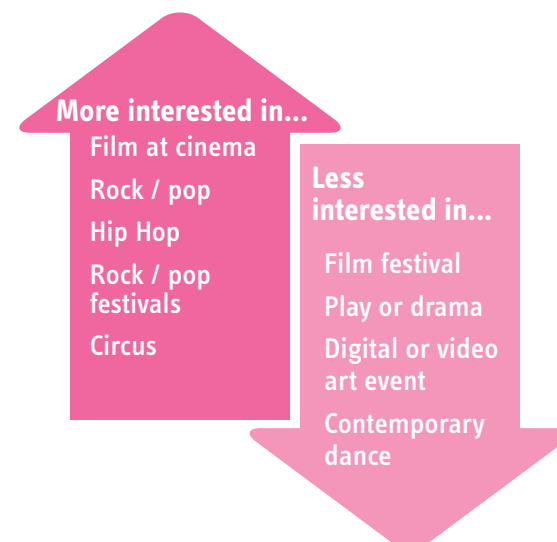 More interested in...
Film at cinema
Rock / pop
Hip Hop
Rock / pop
festivals
Circus
Less
interested in...
Film festival
Play or drama
Digital or video
art event
Contemporary
dance